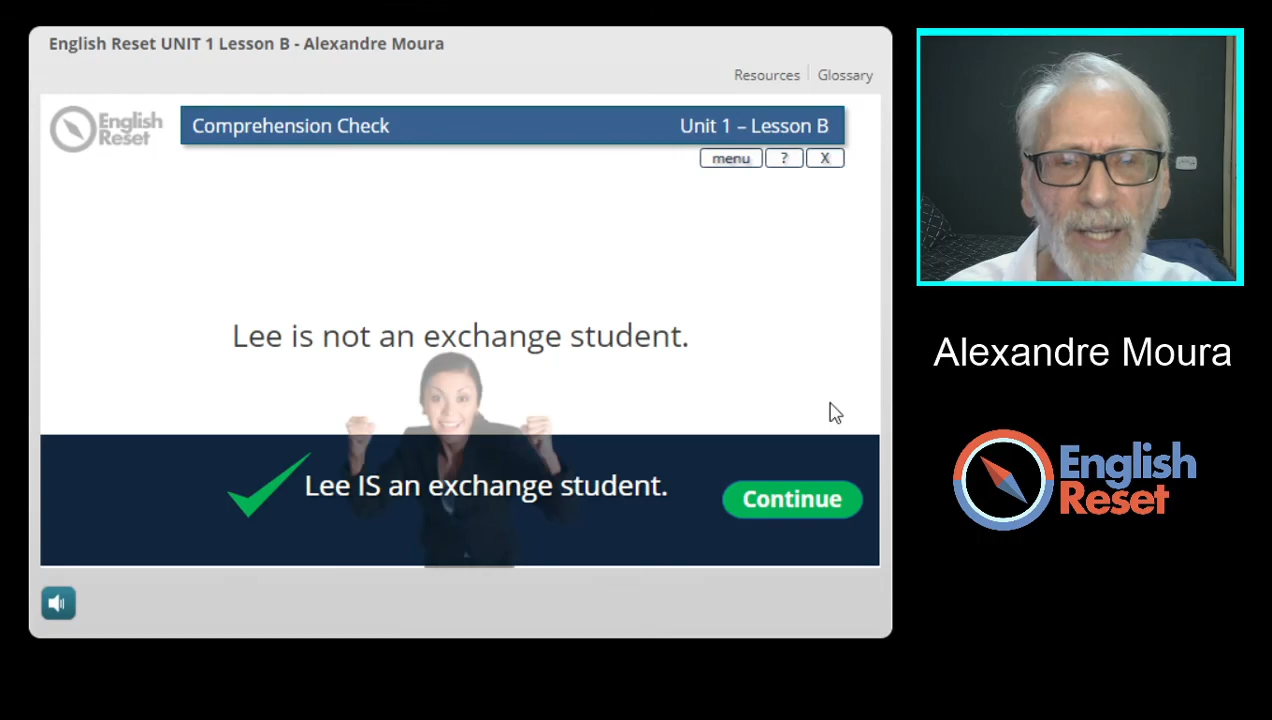 English Reset UNIT 1 Lesson B - Alexandre Moura
Resources
Glossary
English
Reset
Comprehension Check
Unit 1 – Lesson B
menu
?
X
Lee is not an exchange student.
Lee IS an exchange student.
Continue
Alexandre Moura
English
Reset